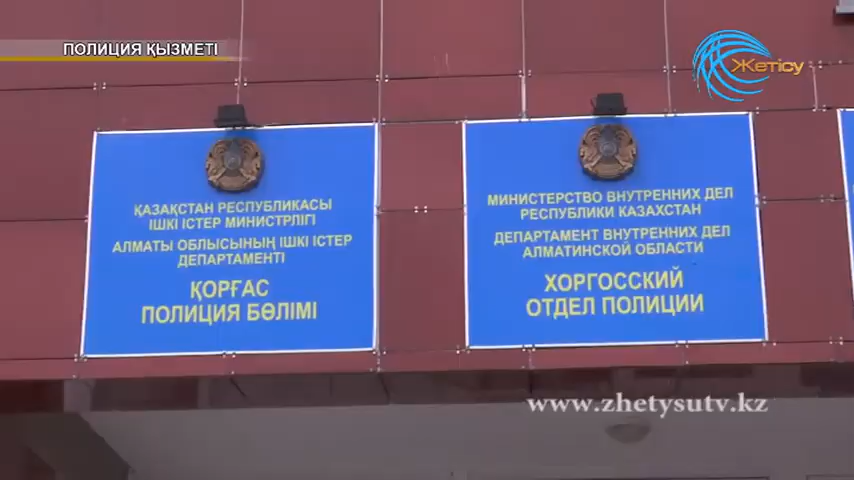 ПОЛИЦИЯ ҚЫЗМЕТІ
Жетісу
ҚАЗАҚСТАН РЕСПУБЛИКАСЫ
ІШКІ ІСТЕР МИНИСТРЛІГІ
АЛМАТЫ ОБЛЫСЫНЫҢ ІШКІ ІСТЕР
ДЕПАРТАМЕНТІ
ҚОРҒАС
ПОЛИЦИЯ БӨЛІМІ
МИНИСТЕРСТВО ВНУТРЕННИХ ДЕЛ
РЕСПУБЛИКИ КАЗАХСТАН
ДЕПАРТАМЕНТ ВНУТРЕННИХ ДЕЛ
АЛМАТИНСКОЙ ОБЛАСТИ
ХОРГОССКИЙ
ОТДЕЛ ПОЛИЦИИ
www.zhetysutv.kz